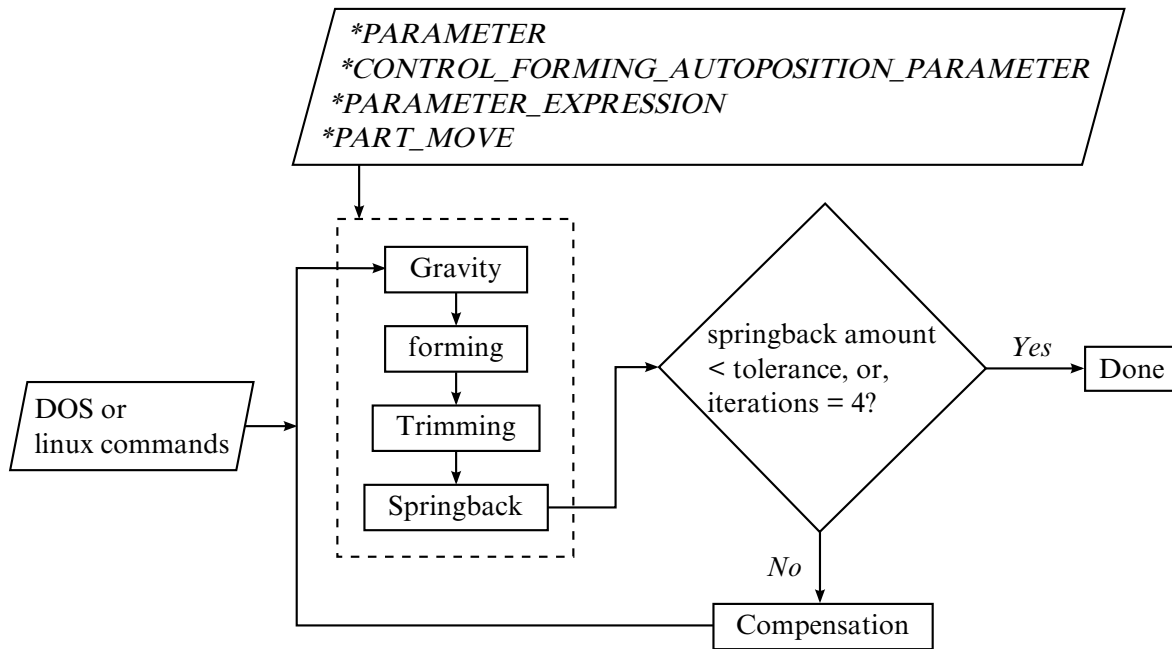 *PARAMETER
*CONTROL_FORMING_AUTOPOSITION_PARAMETER
*PARAMETER_EXPRESSION
*PART_MOVE
Gravity
forming
Trimming
Springback
DOS or
linux commands
springback amount
< tolerance, or,
iterations = 4?
Yes
Done
No
Compensation